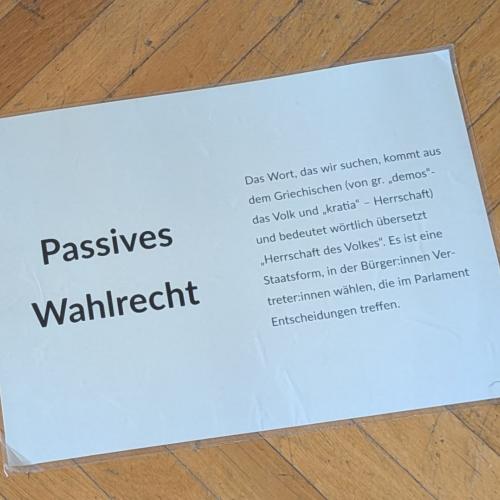 Passives
Wahlrecht
Das Wort, das wir suchen, kommt aus
dem Griechischen (von gr. „demos“-
das Volk und „kratia“ – Herrschaft)
und bedeutet wörtlich übersetzt
„Herrschaft des Volkes“. Es ist eine
Staatsform, in der Bürger:innen Ver-
treter:innen wählen, die im Parlament
Entscheidungen treffen.